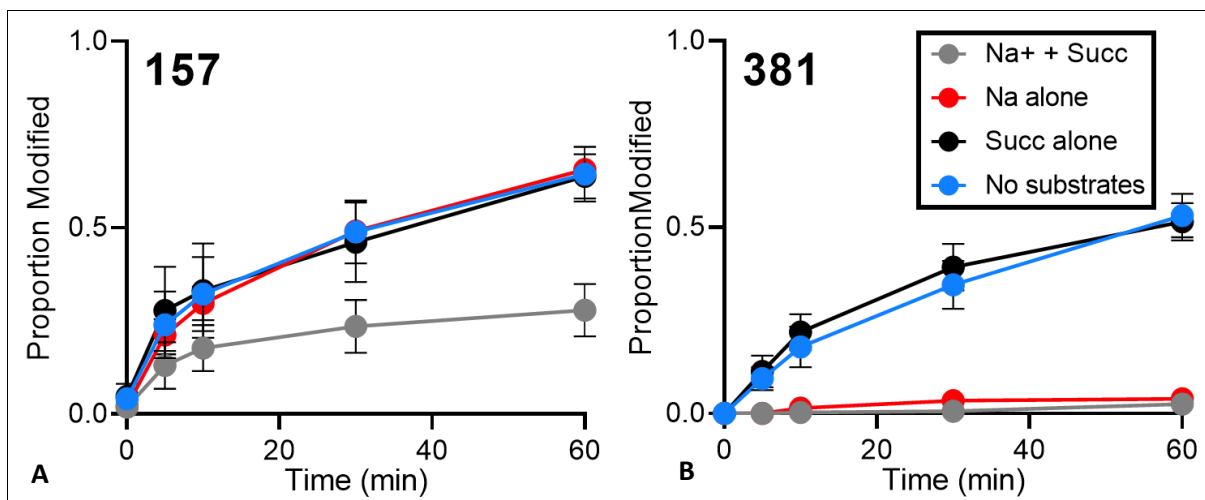 157
Proportion Modified
1.0
0.5
0.0
0
20
40
60
Time (min)
A
381
ProportionModified
1.0
0.5
0.0
0
20
40
60
Time (min)
B
Na+ + Succ
Na alone
Succ alone
No substrates